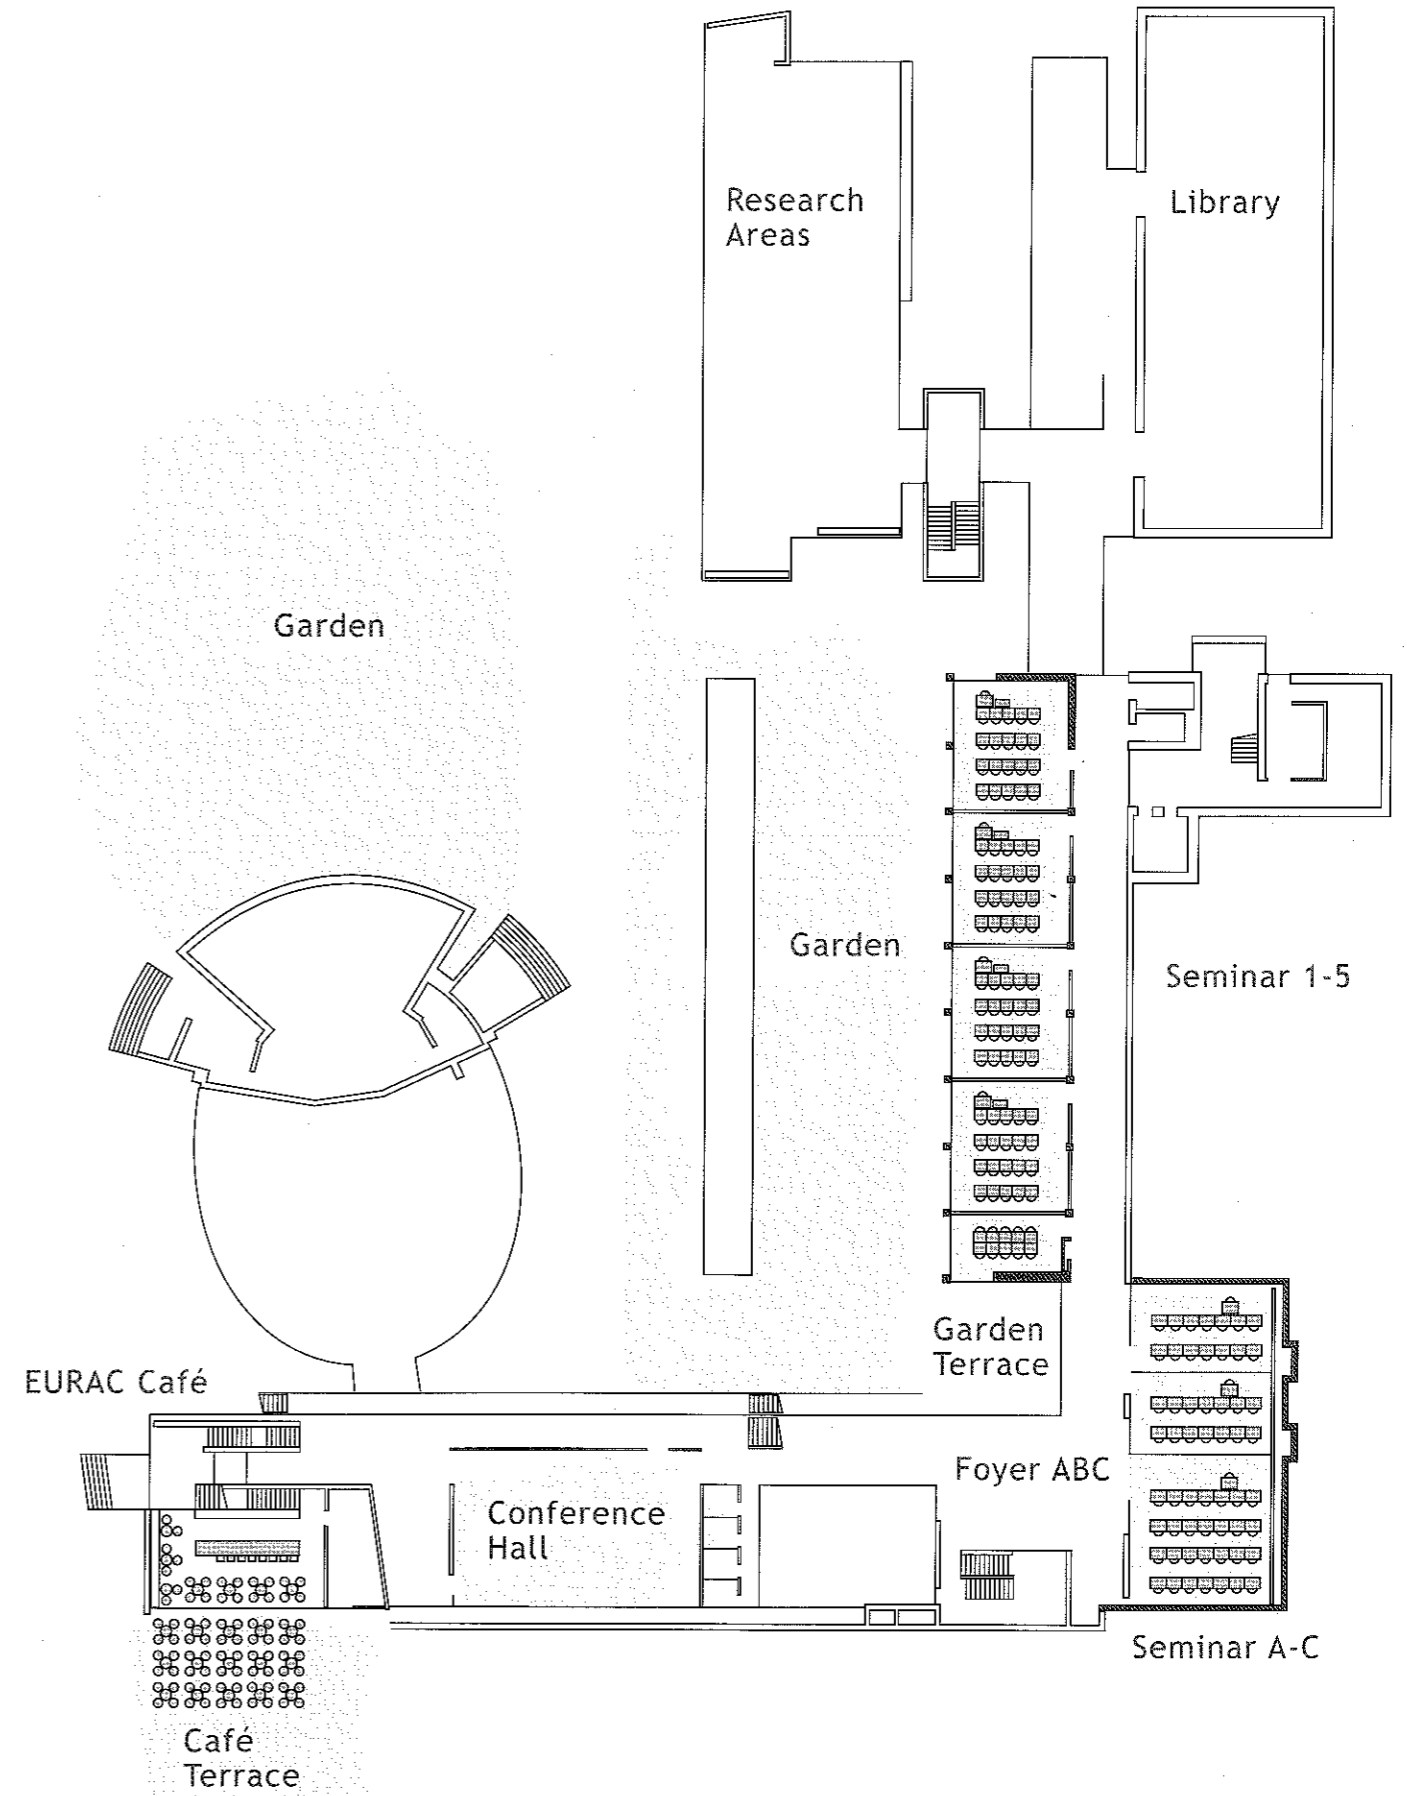 Research
Areas
Library
Garden
Garden
Seminar 1-5
Garden
Terrace
EURAC Café
Foyer ABC
Conference
Hall
Seminar A-C
Café
Terrace